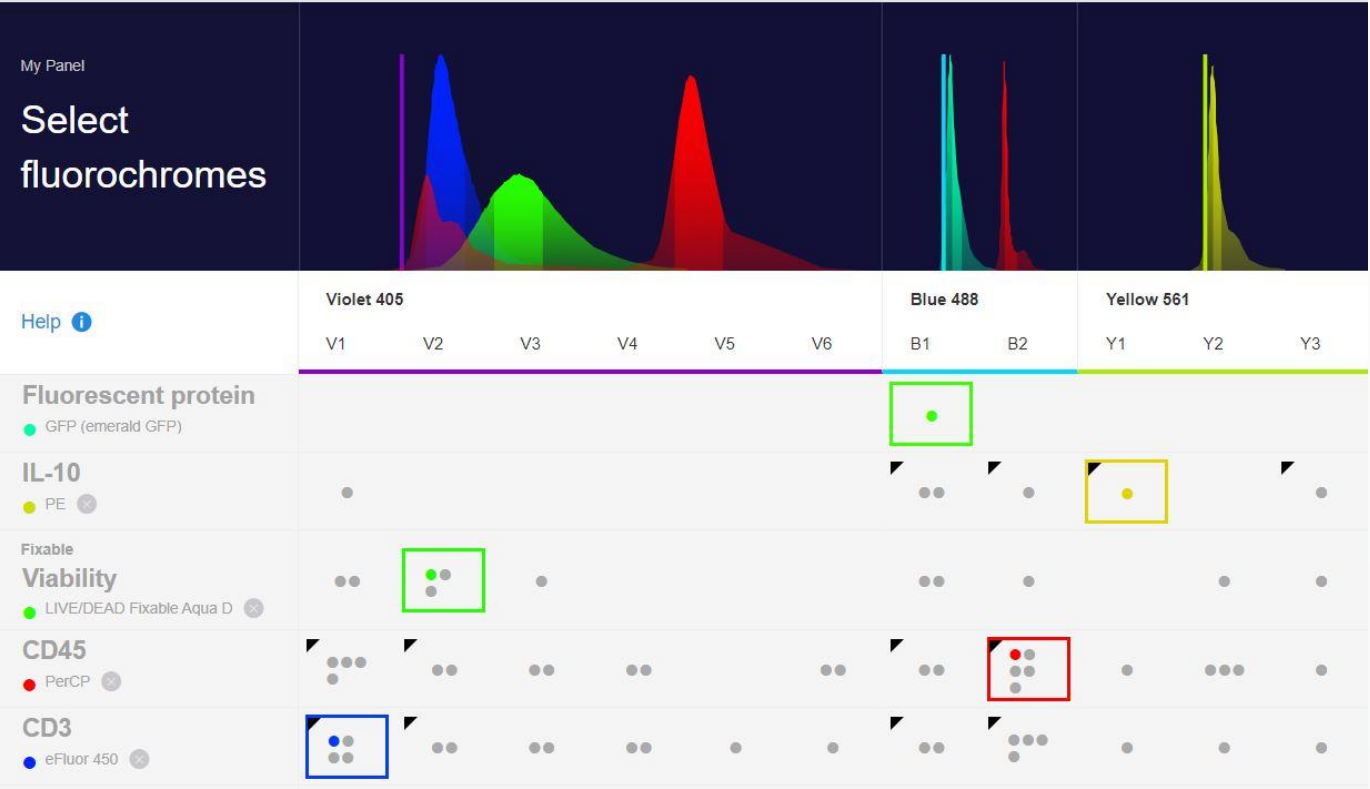 My Panel
Select
fluorochromes
Help i
Violet 405 Blue 488 Yellow 561
V1 V2 V3 V4 V5 V6 B1 B2 Y1 Y2 Y3
Fluorescent protein
GFP (emerald GFP)
IL-10
PE
Fixable
Viability
LIVE/DEAD Fixable Aqua D
CD45
PerCP
CD3
eFluor 450